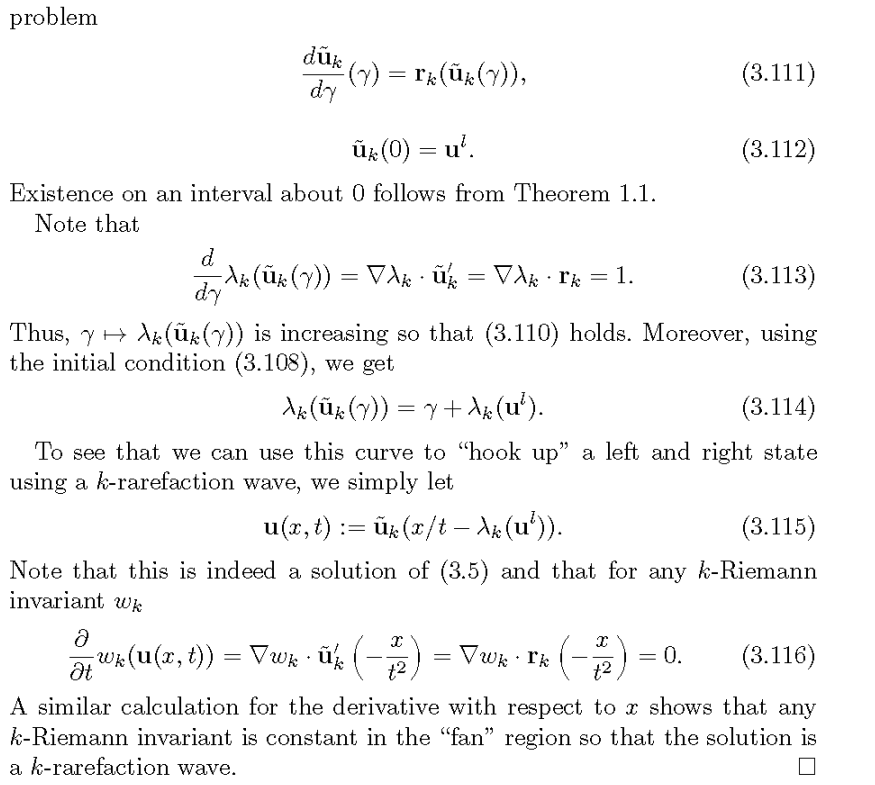 problem
dũ_k/dγ (γ) = r_k(ũ_k(γ)), (3.111)
ũ_k(0) = u^l. (3.112)
Existence on an interval about 0 follows from Theorem 1.1.
Note that
d/dγ λ_k(ũ_k(γ)) = ∇λ_k · ũ′_k = ∇λ_k · r_k = 1. (3.113)
Thus, γ ↦ λ_k(ũ_k(γ)) is increasing so that (3.110) holds. Moreover, using
the initial condition (3.108), we get
λ_k(ũ_k(γ)) = γ + λ_k(u^l). (3.114)
To see that we can use this curve to “hook up” a left and right state
using a k-rarefaction wave, we simply let
u(x, t) := ũ_k(x/t − λ_k(u^l)). (3.115)
Note that this is indeed a solution of (3.5) and that for any k-Riemann
invariant w_k
∂/∂t w_k(u(x, t)) = ∇w_k · ũ′_k (−x/t²) = ∇w_k · r_k (−x/t²) = 0. (3.116)
A similar calculation for the derivative with respect to x shows that any
k-Riemann invariant is constant in the “fan” region so that the solution is
a k-rarefaction wave. □